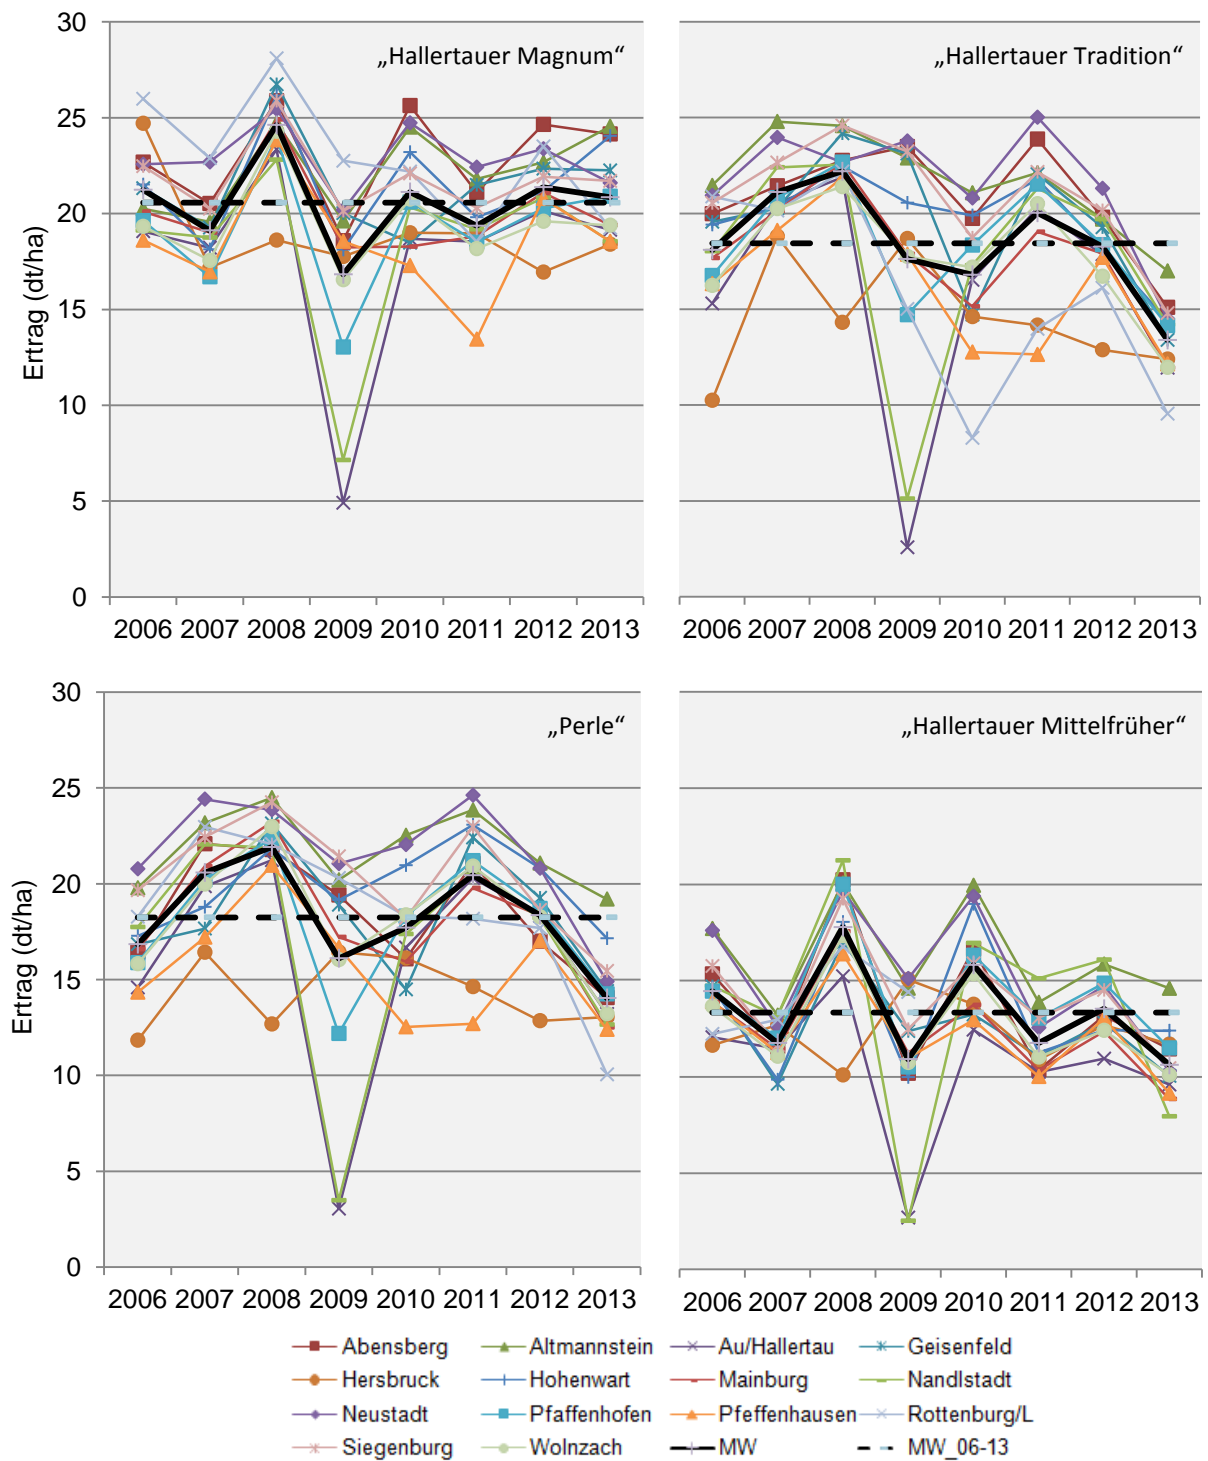 „Hallertauer Magnum“
„Hallertauer Tradition“
Ertrag (dt/ha)
30
25
20
15
10
5
0
2006 2007 2008 2009 2010 2011 2012 2013
2006 2007 2008 2009 2010 2011 2012 2013
„Perle“
„Hallertauer Mittelfrüher“
Ertrag (dt/ha)
30
25
20
15
10
5
0
2006 2007 2008 2009 2010 2011 2012 2013
2006 2007 2008 2009 2010 2011 2012 2013
Abensberg Altmannstein Au/Hallertau Geisenfeld
Hersbruck Hohenwart Mainburg Nandlstadt
Neustadt Pfaffenhofen Pfeffenhausen Rottenburg/L
Siegenburg Wolnzach MW MW_06-13